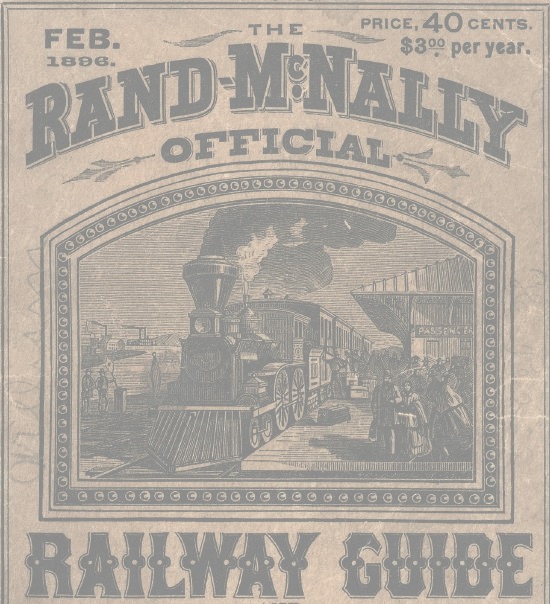 FEB.
1896.
THE
PRICE, 40 CENTS.
$3.00 per year.
RAND-McNALLY
OFFICIAL
PASSENGER
RAILWAY GUIDE